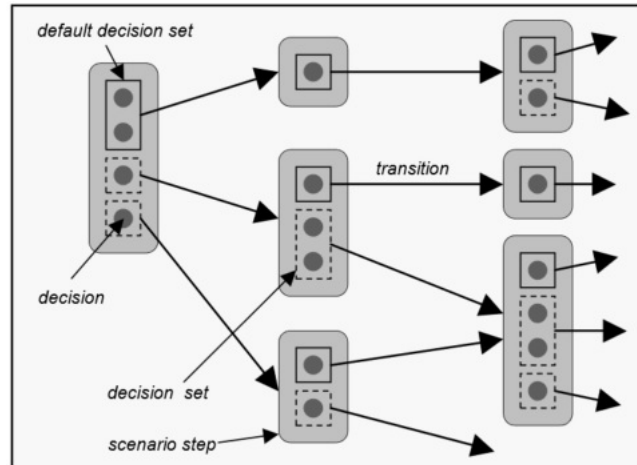 default decision set
transition
decision
decision set
scenario step